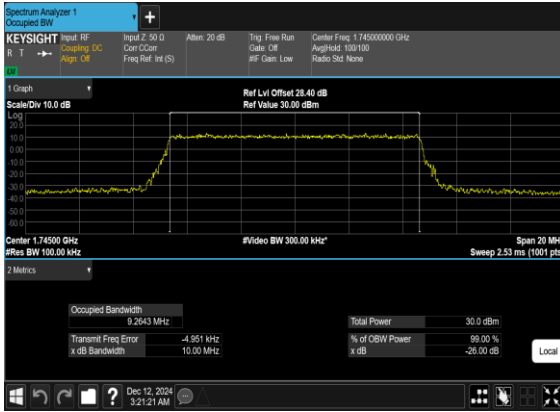 Spectrum Analyzer 1
Occupied BW
KEYSIGHT
R T
Input: RF
Coupling: DC
Align: Off
Input Z: 50 Ω
Corr CCorr
Freq Ref: Int (S)
Atten: 20 dB
Trig: Free Run
Gate: Off
#IF Gain: Low
Center Freq: 1.745000000 GHz
Avg|Hold: 100/100
Radio Std: None
1 Graph
Scale/Div 10.0 dB
Ref Lvl Offset 28.40 dB
Ref Value 30.00 dBm
Log
20.0
10.0
0.00
-10.0
-20.0
-30.0
-40.0
-50.0
-60.0
Center 1.74500 GHz
#Res BW 100.00 kHz
#Video BW 300.00 kHz*
Span 20 MH
Sweep 2.53 ms (1001 pts
2 Metrics
Occupied Bandwidth
9.2643 MHz
Transmit Freq Error -4.951 kHz
x dB Bandwidth 10.00 MHz
Total Power 30.0 dBm
% of OBW Power 99.00 %
x dB -26.00 dB
Local
?
Dec 12, 2024
3:21:21 AM